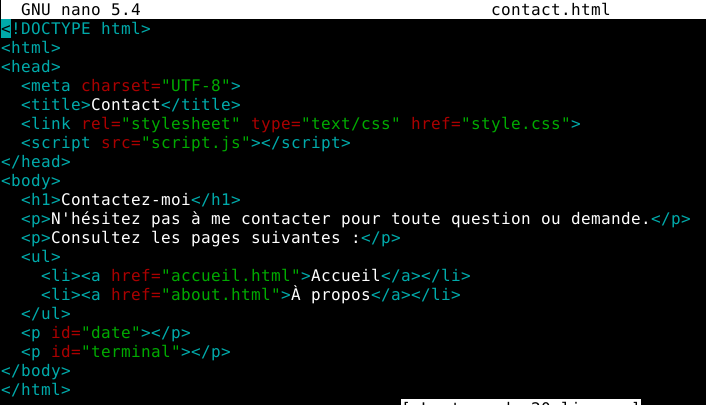 GNU nano 5.4 contact.html
<!DOCTYPE html>
<html>
<head>
  <meta charset="UTF-8">
  <title>Contact</title>
  <link rel="stylesheet" type="text/css" href="style.css">
  <script src="script.js"></script>
</head>
<body>
  <h1>Contactez-moi</h1>
  <p>N'hésitez pas à me contacter pour toute question ou demande.</p>
  <p>Consultez les pages suivantes :</p>
  <ul>
    <li><a href="accueil.html">Accueil</a></li>
    <li><a href="about.html">À propos</a></li>
  </ul>
  <p id="date"></p>
  <p id="terminal"></p>
</body>
</html>